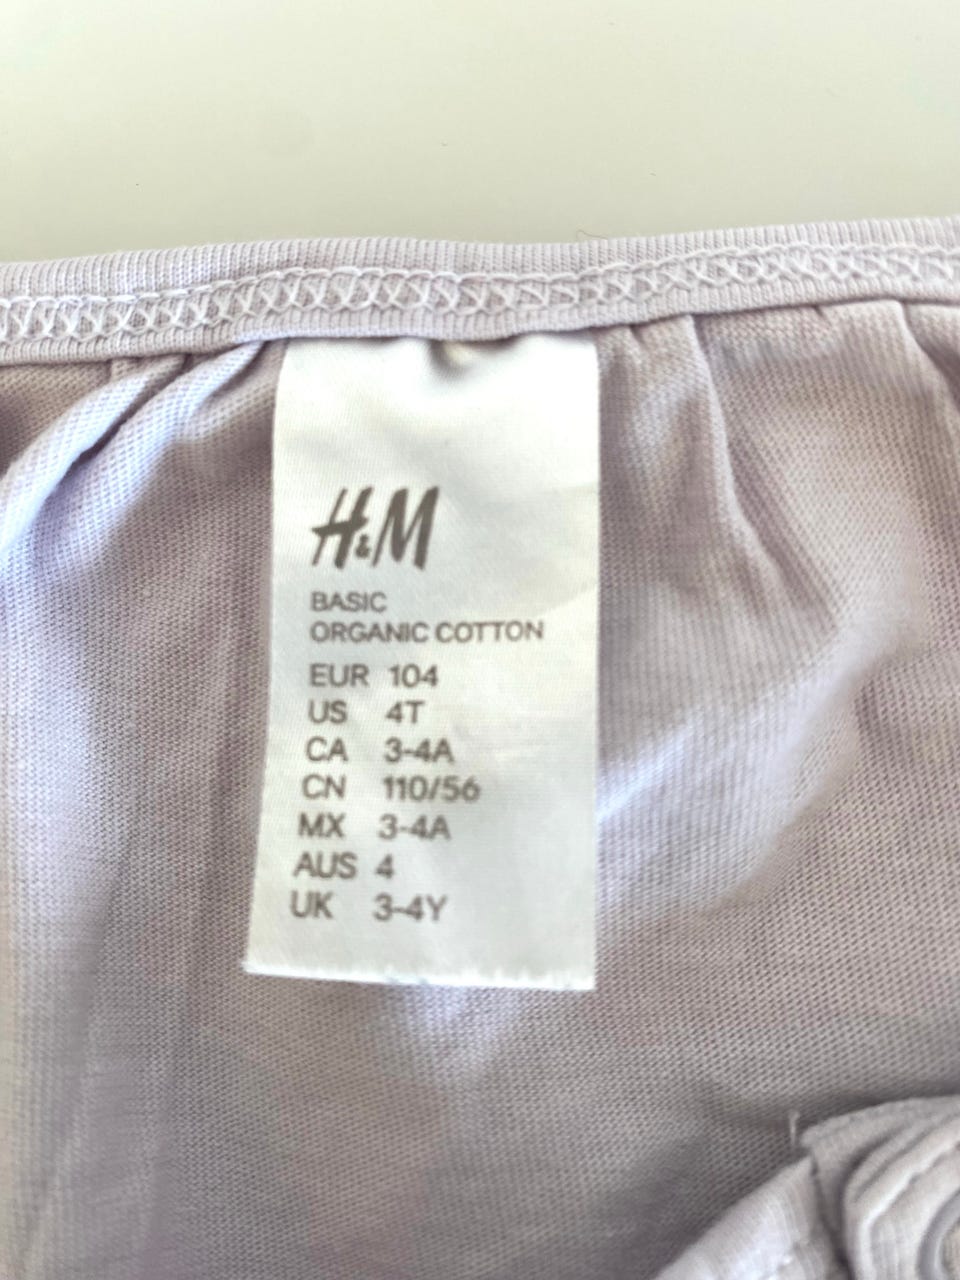 H&M
BASIC
ORGANIC COTTON
EUR 104
US 4T
CA 3-4A
CN 110/56
MX 3-4A
AUS 4
UK 3-4Y